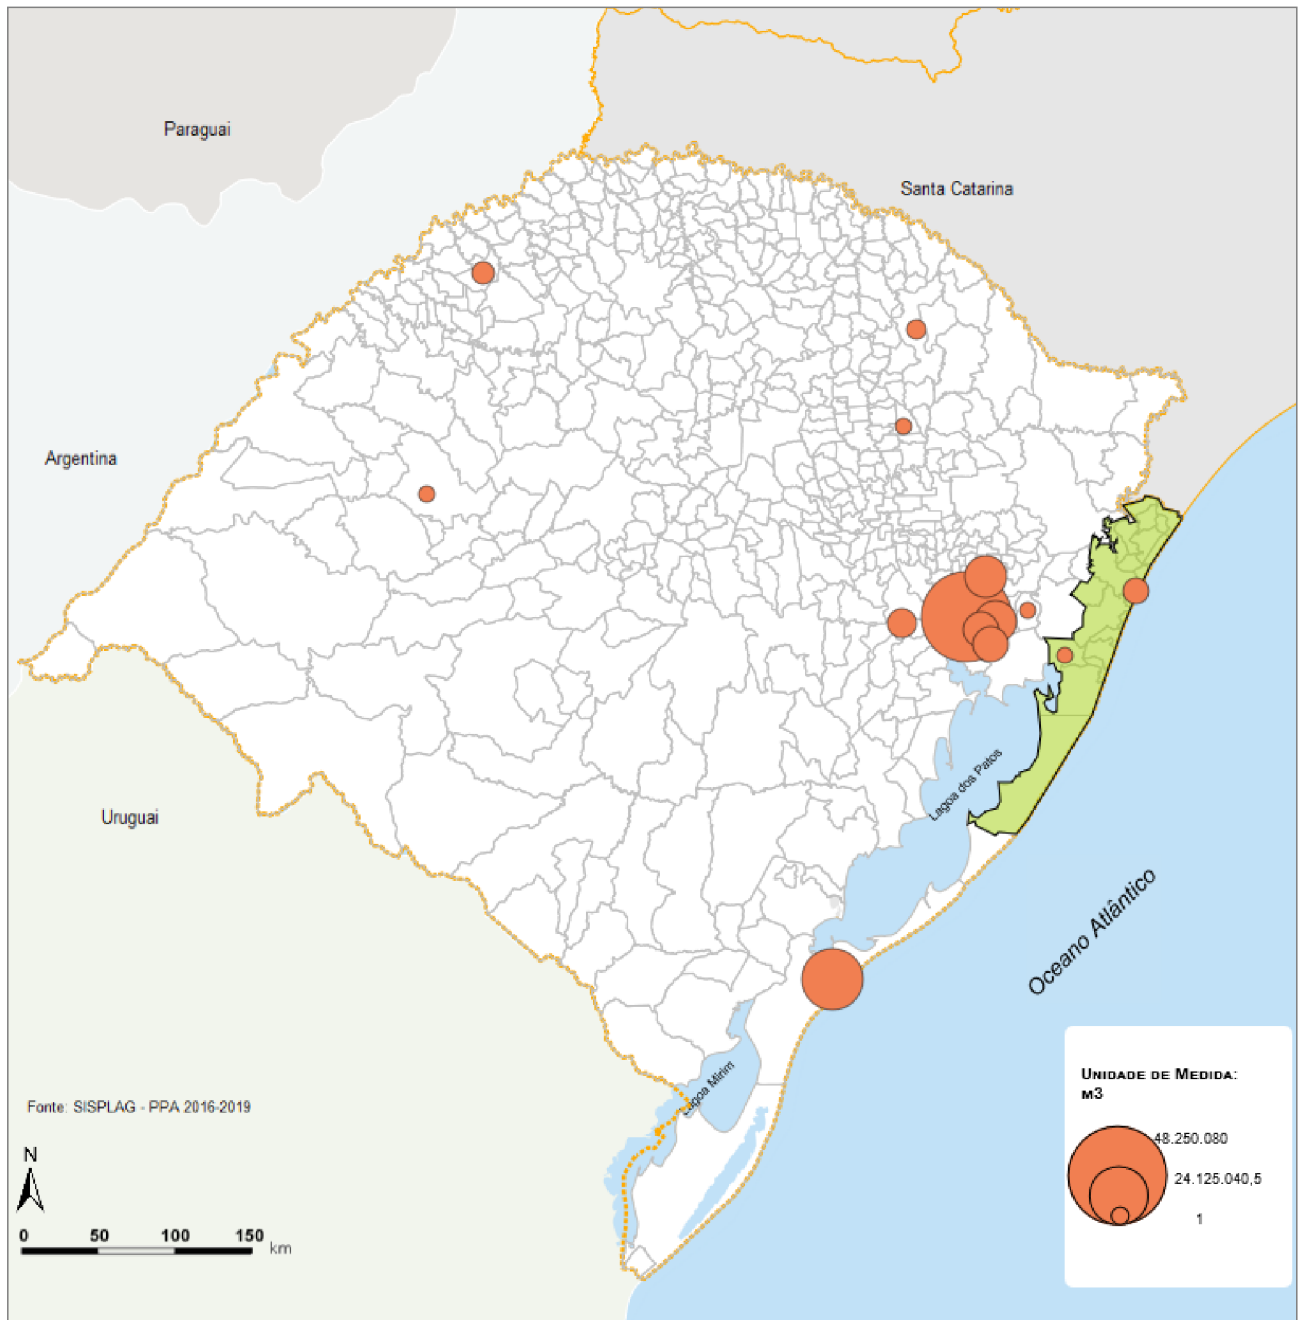 Paraguai
Santa Catarina
Argentina
Uruguai
Lagoa dos Patos
Oceano Atlântico
Lagoa Mirim
Fonte: SISPLAG - PPA 2016-2019
N
0 50 100 150 km
Unidade de Medida:
m3
48.250.080
24.125.040,5
1